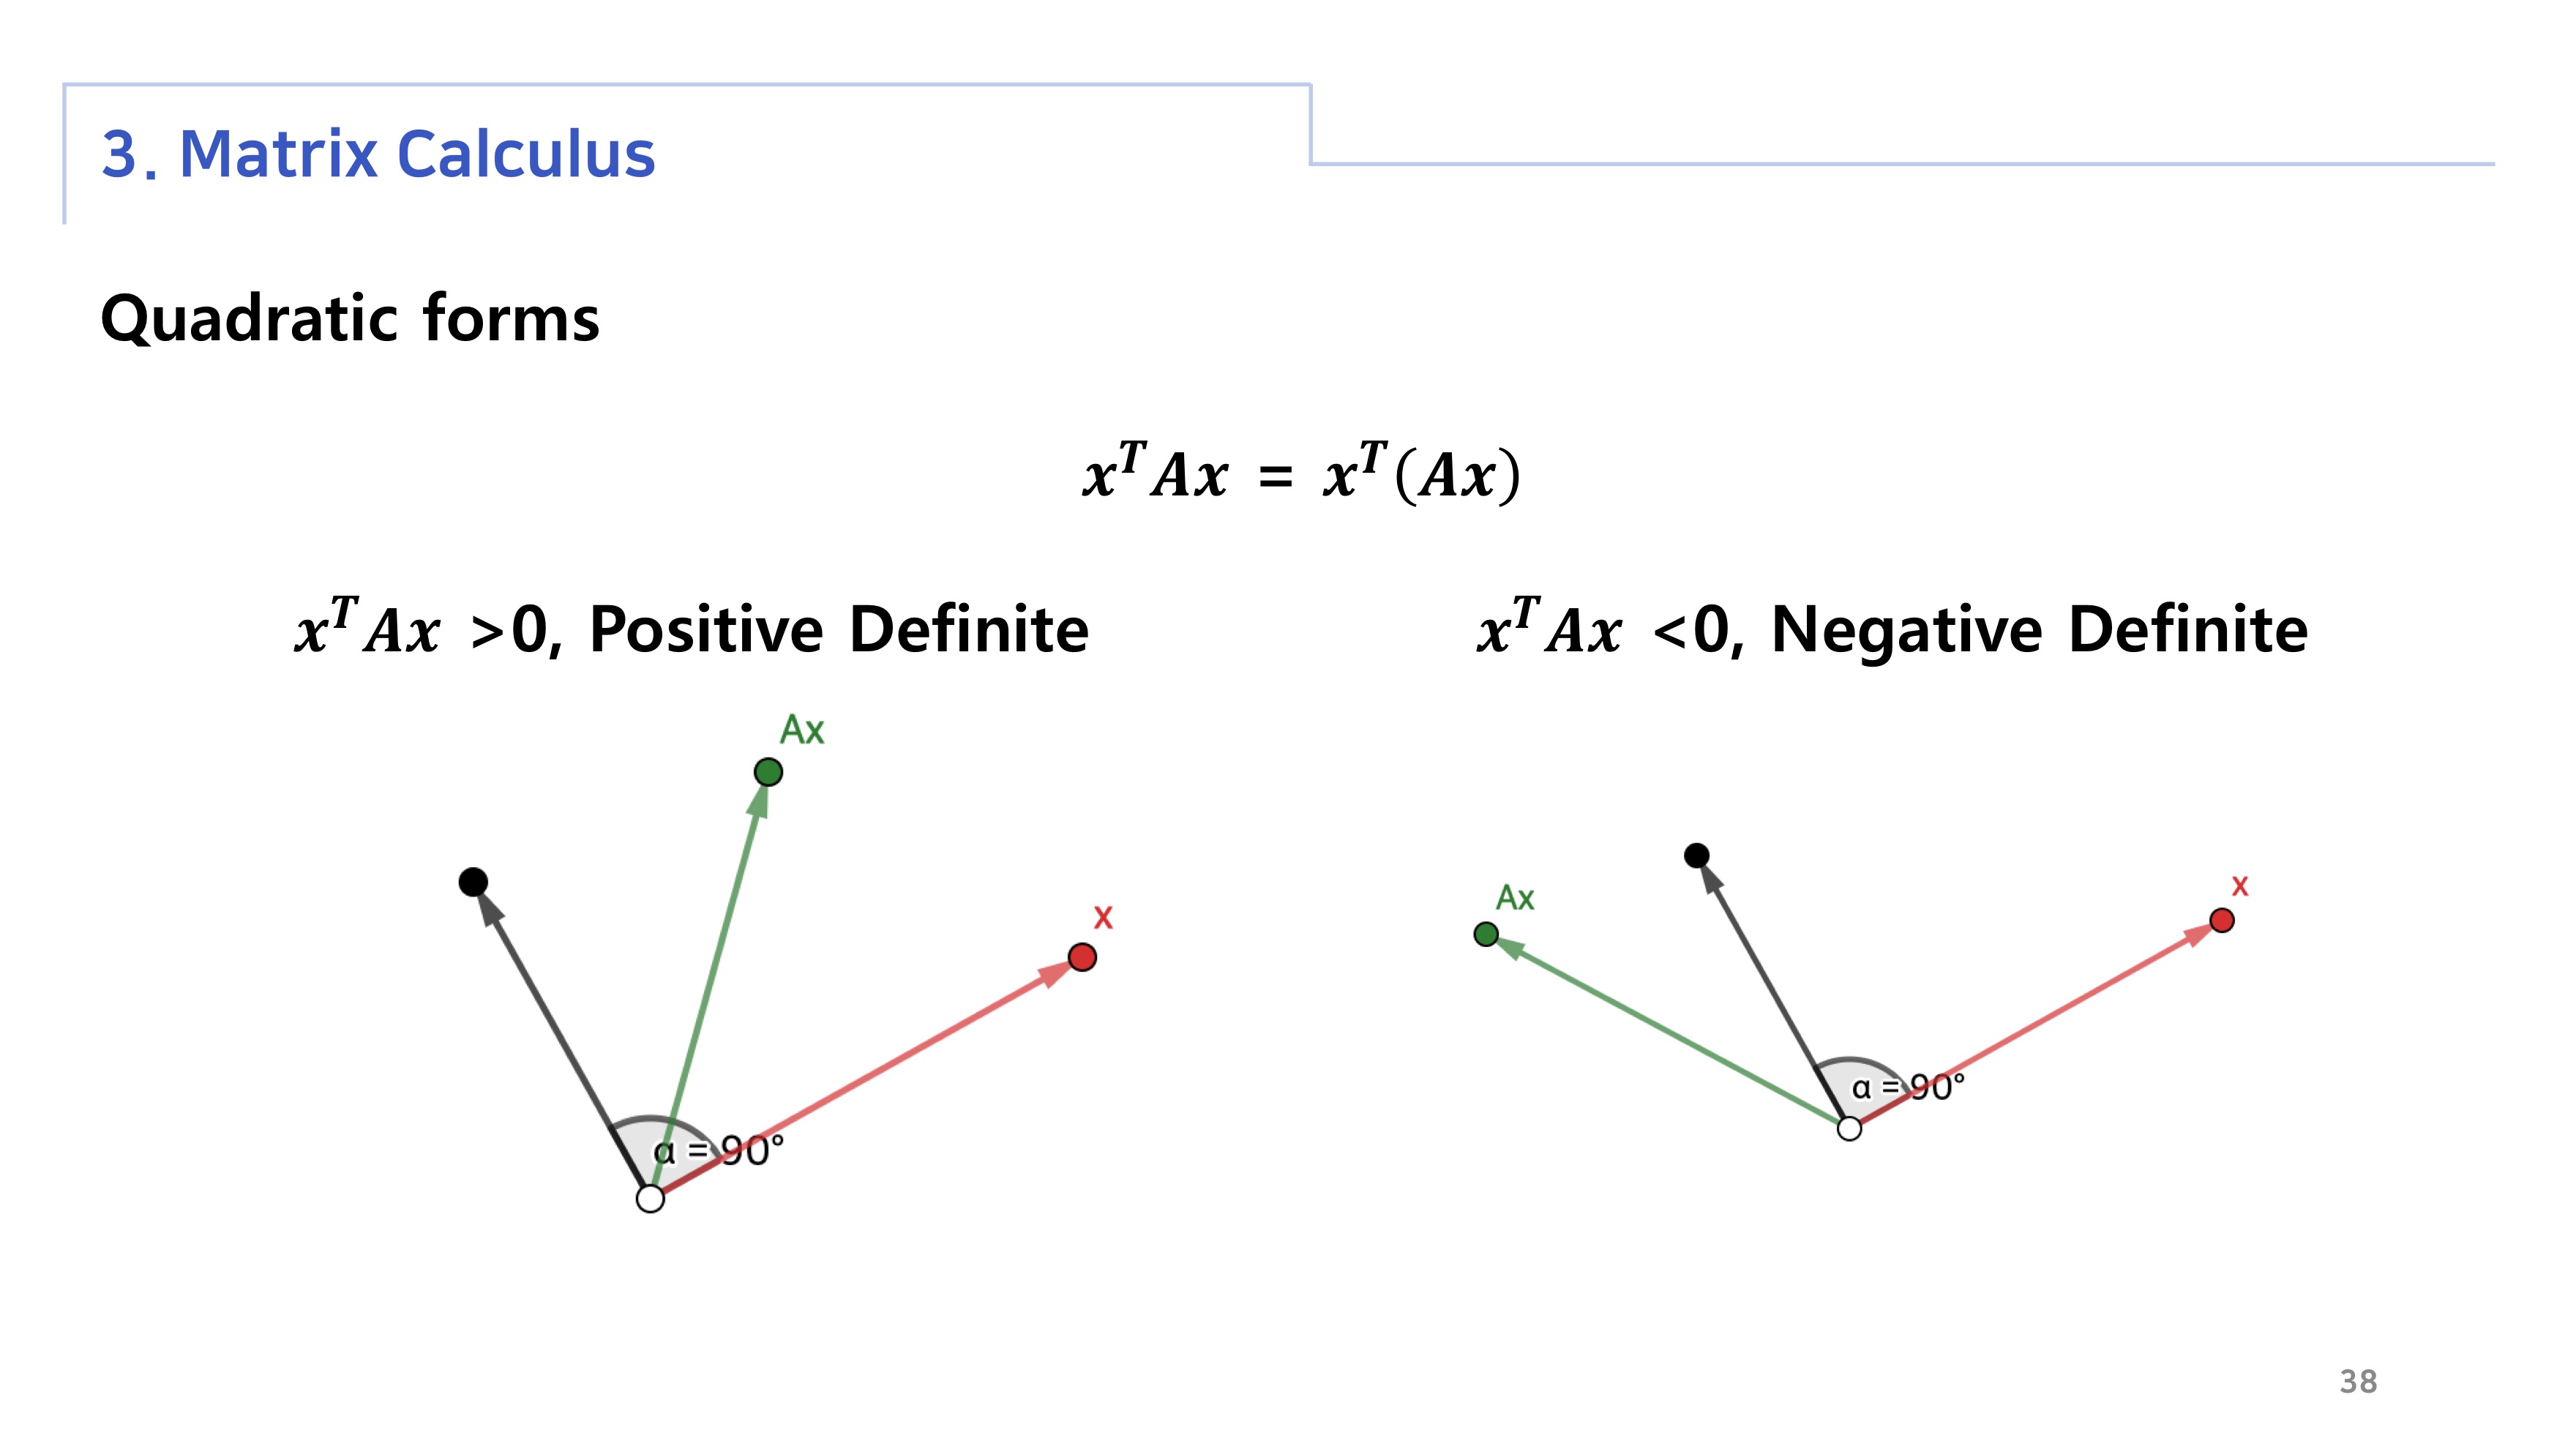 3. Matrix Calculus
Quadratic forms
x^T Ax = x^T(Ax)
x^T Ax >0, Positive Definite
x^T Ax <0, Negative Definite
Ax
x
α = 90°
Ax
x
α = 90°
38